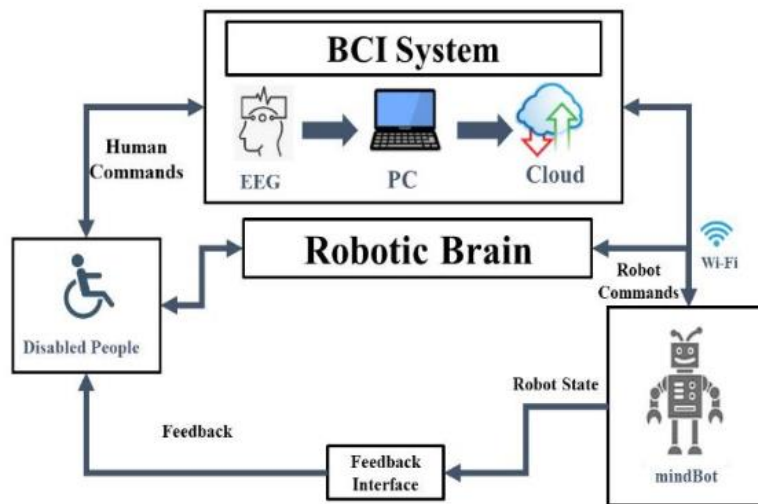 BCI System
EEG
PC
Cloud
Human
Commands
Robotic Brain
Wi-Fi
Robot
Commands
Disabled People
Robot State
Feedback
Feedback
Interface
mindBot